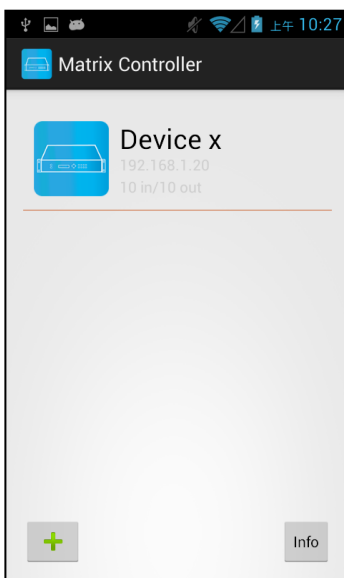 上午 10:27
Matrix Controller
Device x
192.168.1.20
10 in/10 out
Info